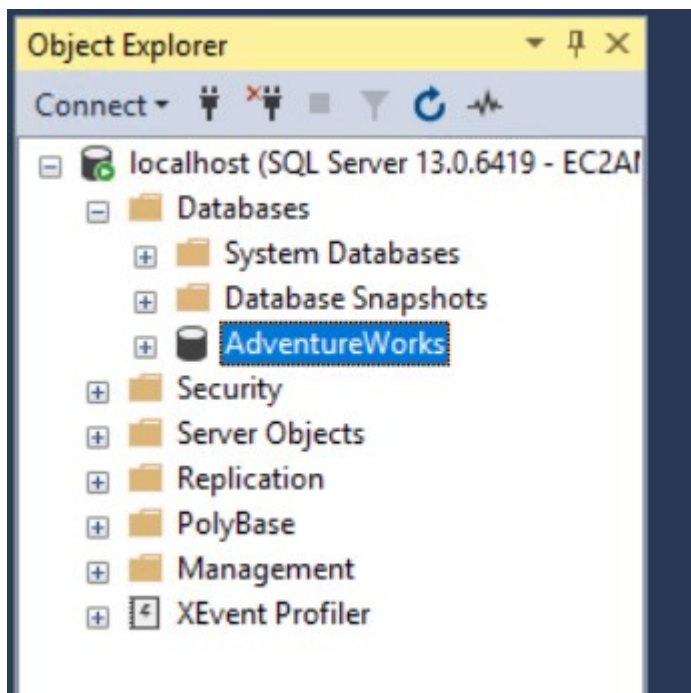 Object Explorer
Connect
localhost (SQL Server 13.0.6419 - EC2A
Databases
System Databases
Database Snapshots
AdventureWorks
Security
Server Objects
Replication
PolyBase
Management
XEvent Profiler